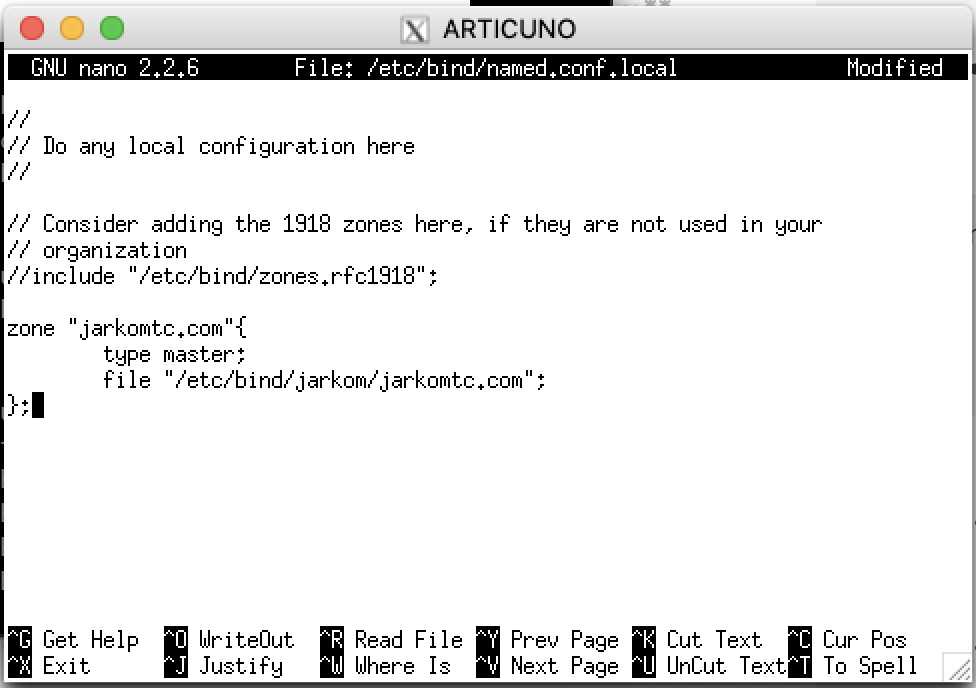 ARTICUNO
GNU nano 2.2.6 File: /etc/bind/named.conf.local Modified
//
// Do any local configuration here
//
// Consider adding the 1918 zones here, if they are not used in your
// organization
//include "/etc/bind/zones.rfc1918";
zone "jarkomtc.com"{
type master;
file "/etc/bind/jarkom/jarkomtc.com";
};
^G Get Help ^O WriteOut ^R Read File ^Y Prev Page ^K Cut Text ^C Cur Pos
^X Exit ^J Justify ^W Where Is ^V Next Page ^U UnCut Text ^T To Spell